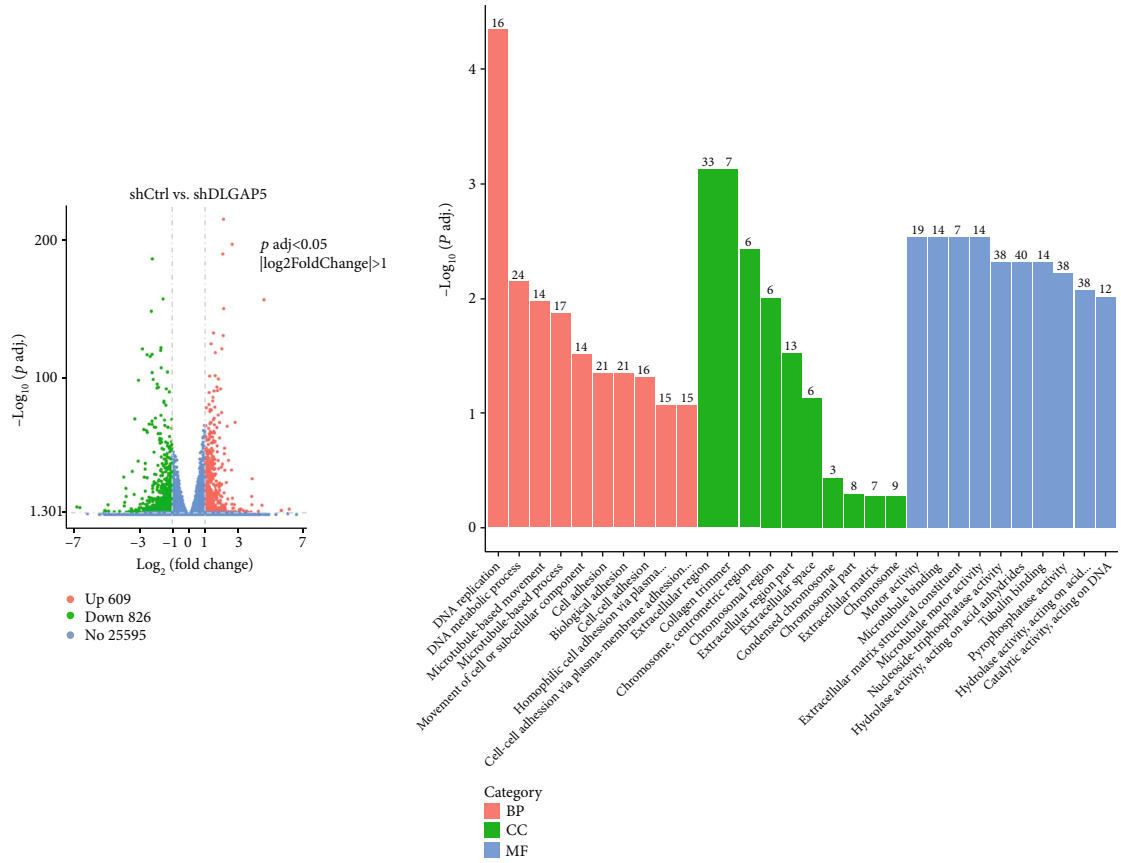 shCtrl vs. shDLGAP5
p adj<0.05
|log2FoldChange|>1
−Log10 (p adj.)
200
100
1.301
−7
−3
−1
0
1
3
7
Log2 (fold change)
Up 609
Down 826
No 25595
−Log10 (P adj.)
4
3
2
1
0
16
24
14
17
14
21
21
16
15
15
33
7
6
6
13
6
3
8
7
9
19
14
7
14
38
40
14
38
38
12
DNA replication
DNA metabolic process
Microtubule-based movement
Microtubule-based process
Movement of cell or subcellular component
Cell adhesion
Biological adhesion
Cell-cell adhesion
Homophilic cell adhesion via plasma...
Cell-cell adhession via plasma-membrane adhesion...
Extracellular region
Collagen trimmer
Chromosome, centromeric region
Chromosomal region
Extracellular region part
Extracellular space
Condensed chromosome
Chromosomal part
Extracellular matrix
Chromosome
Motor activity
Microtubule binding
Extracellular matrix structural constituent
Microtubule motor activity
Nucleoside-triphosphatase activity
Hydrolase activity, acting on acid anhydrides
Tubulin binding
Pyrophosphatase activity
Hydrolase activity, acting on acid...
Catalytic activity, acting on DNA
Category
BP
CC
MF